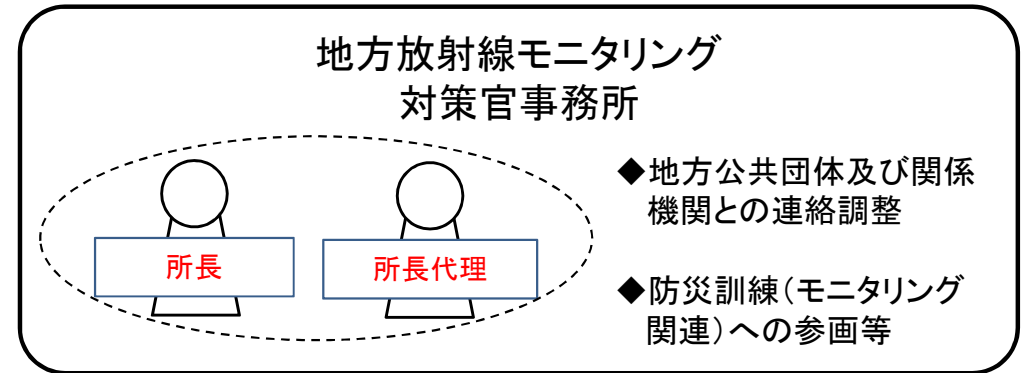 地方放射線モニタリング
対策官事務所
所長
所長代理
◆地方公共団体及び関係
機関との連絡調整
◆防災訓練（モニタリング
関連）への参画等